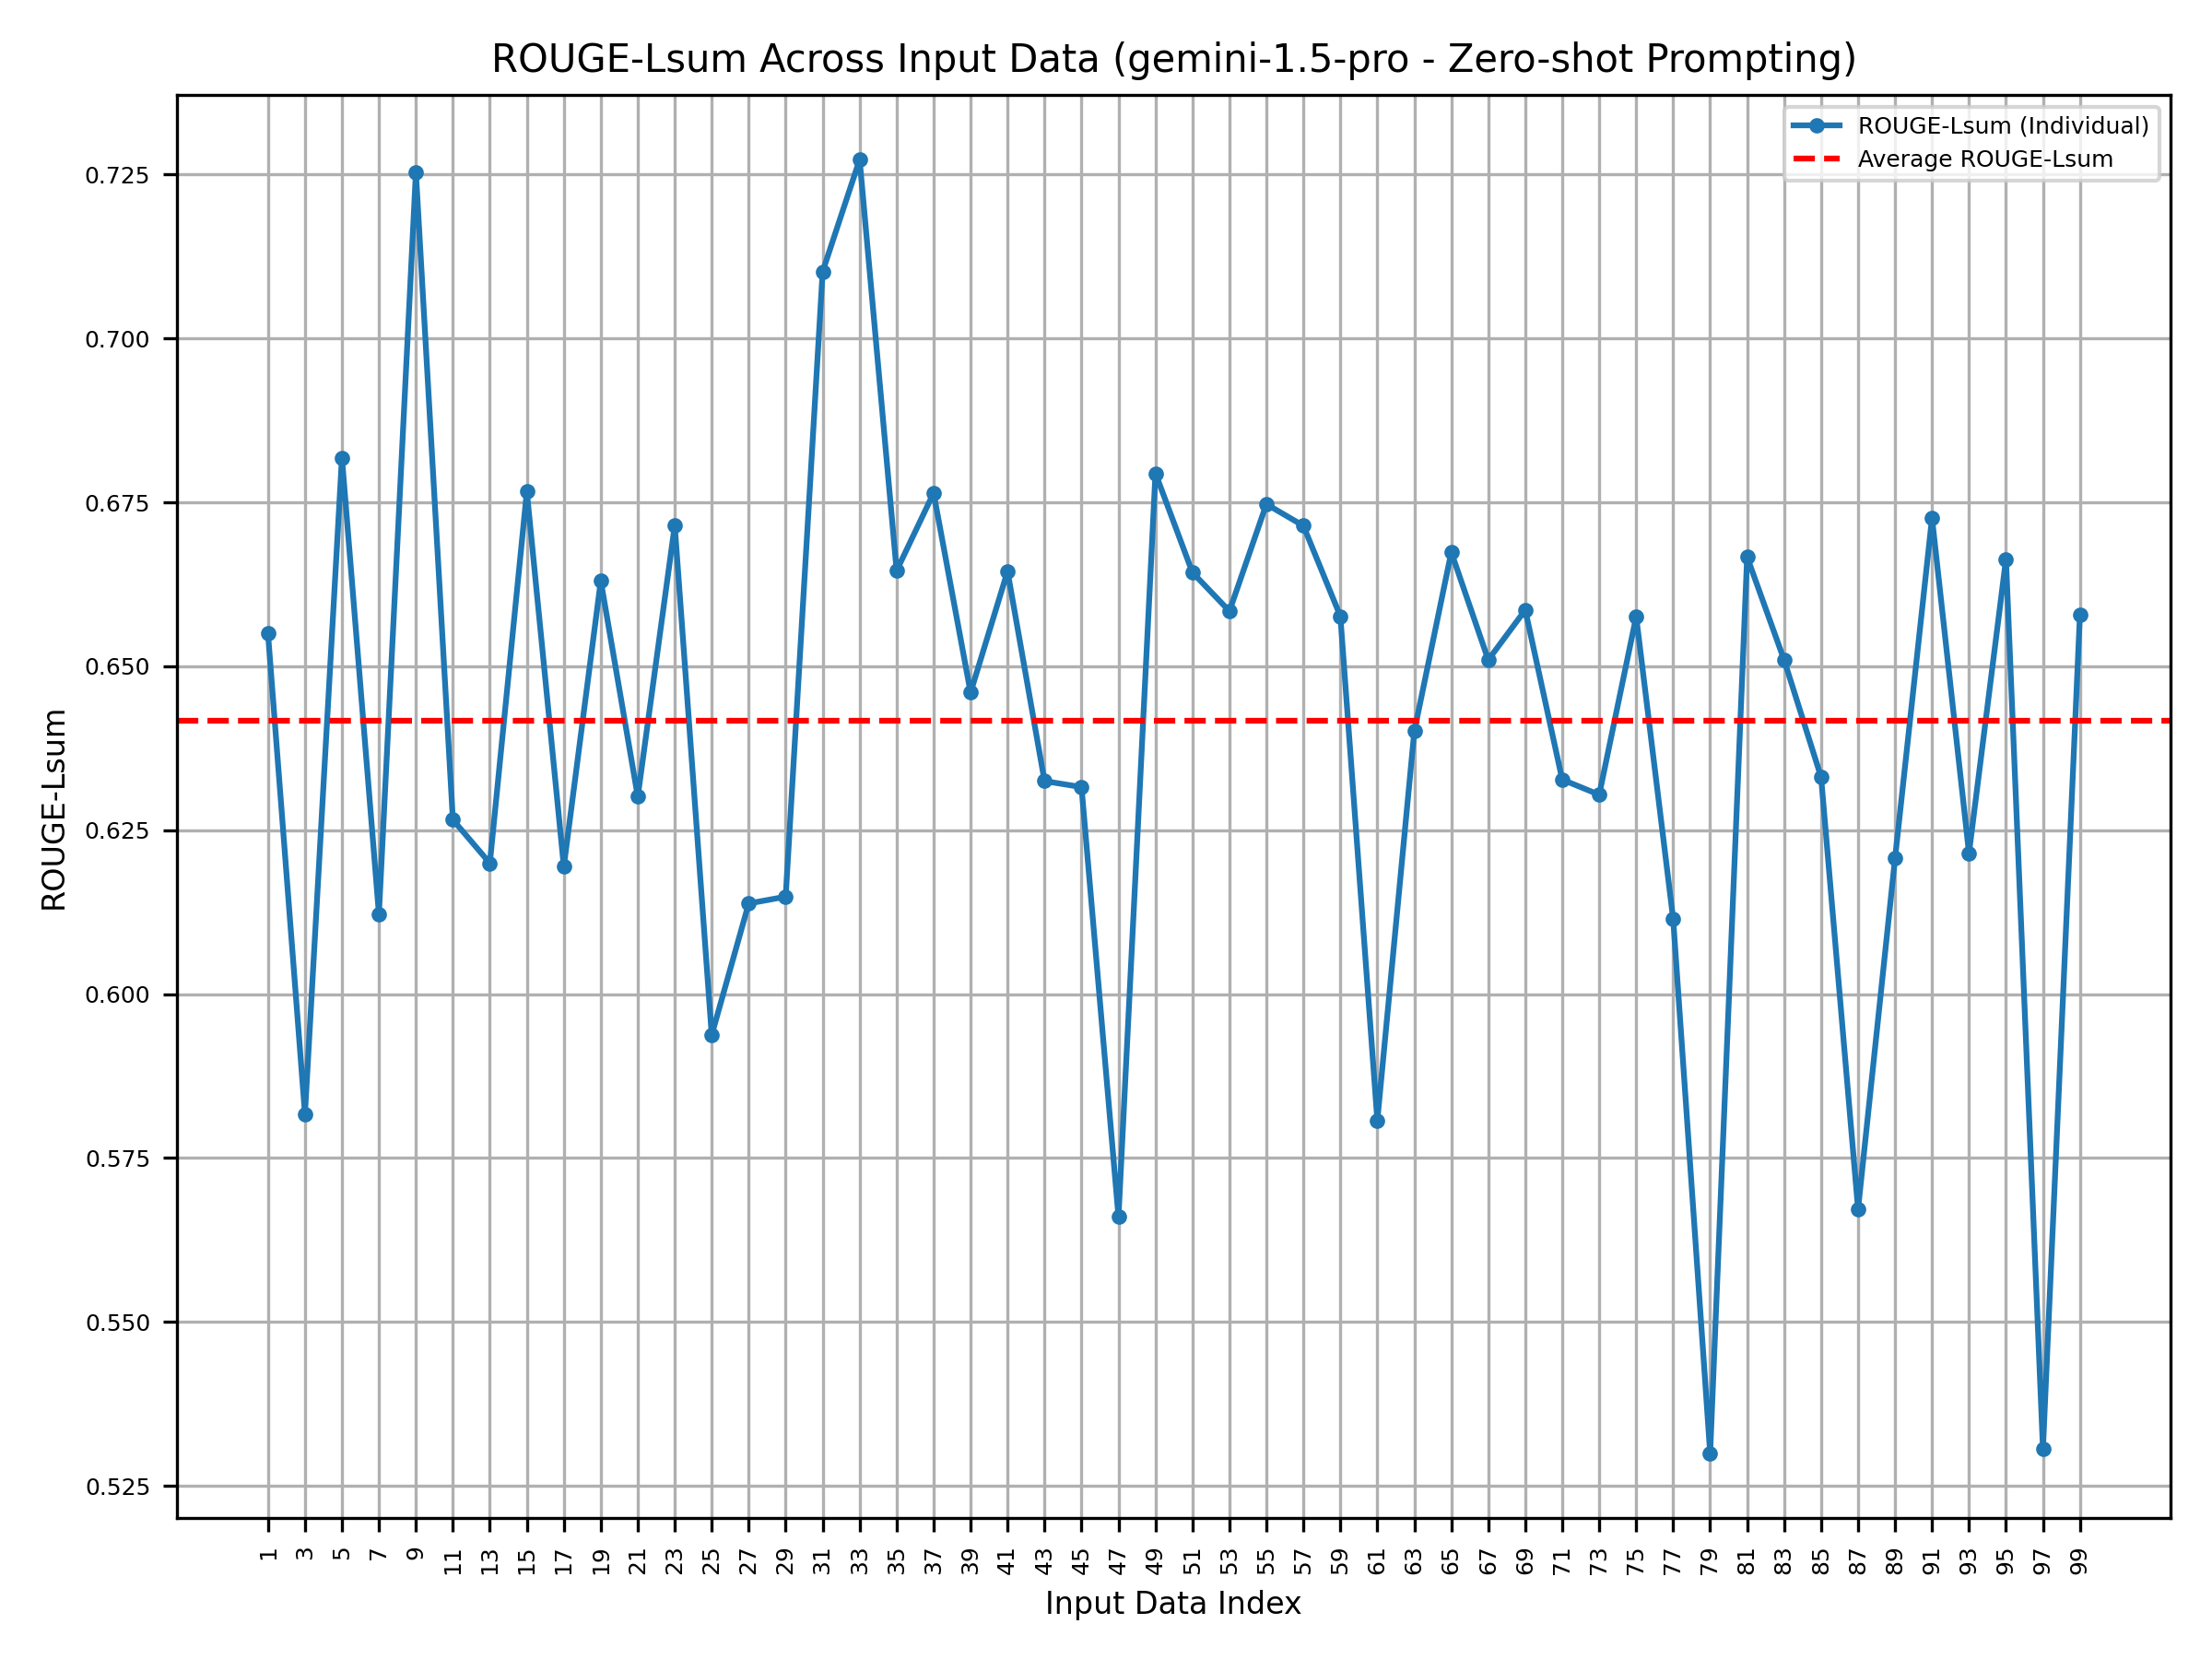 ROUGE-Lsum Across Input Data (gemini-1.5-pro - Zero-shot Prompting)
ROUGE-Lsum (Individual)
Average ROUGE-Lsum
0.725
0.700
0.675
0.650
0.625
0.600
0.575
0.550
0.525
ROUGE-Lsum
1 3 5 7 9 11 13 15 17 19 21 23 25 27 29 31 33 35 37 39 41 43 45 47 49 51 53 55 57 59 61 63 65 67 69 71 73 75 77 79 81 83 85 87 89 91 93 95 97 99
Input Data Index